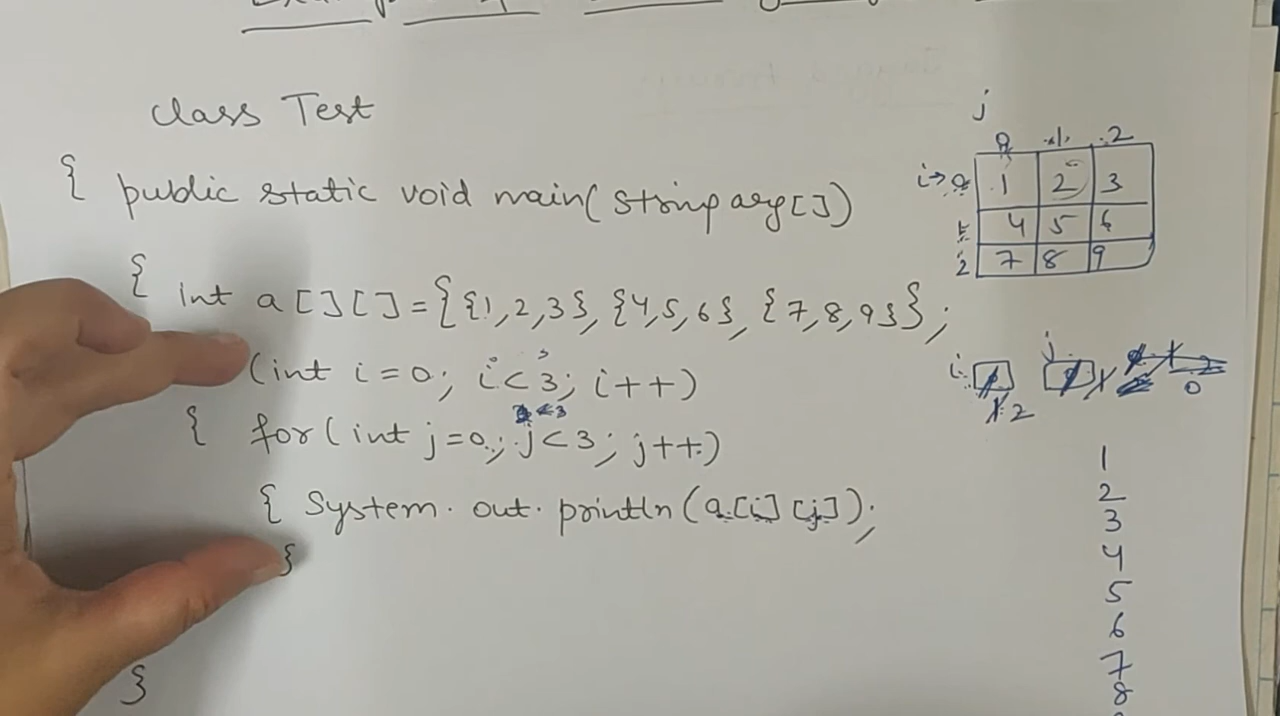 class Test
{ public static void main(String arg[])
{ int a[][]={{1,2,3},{4,5,6},{7,8,9}};
(int i=0; i<3; i++)
{ for(int j=0; j<3; j++)
{ System.out.println(a[i][j]);
}
}
j
0 1 2
i→0 1 2 3
1 4 5 6
2 7 8 9
i j
1 2 0
1
2
3
4
5
6
7
8